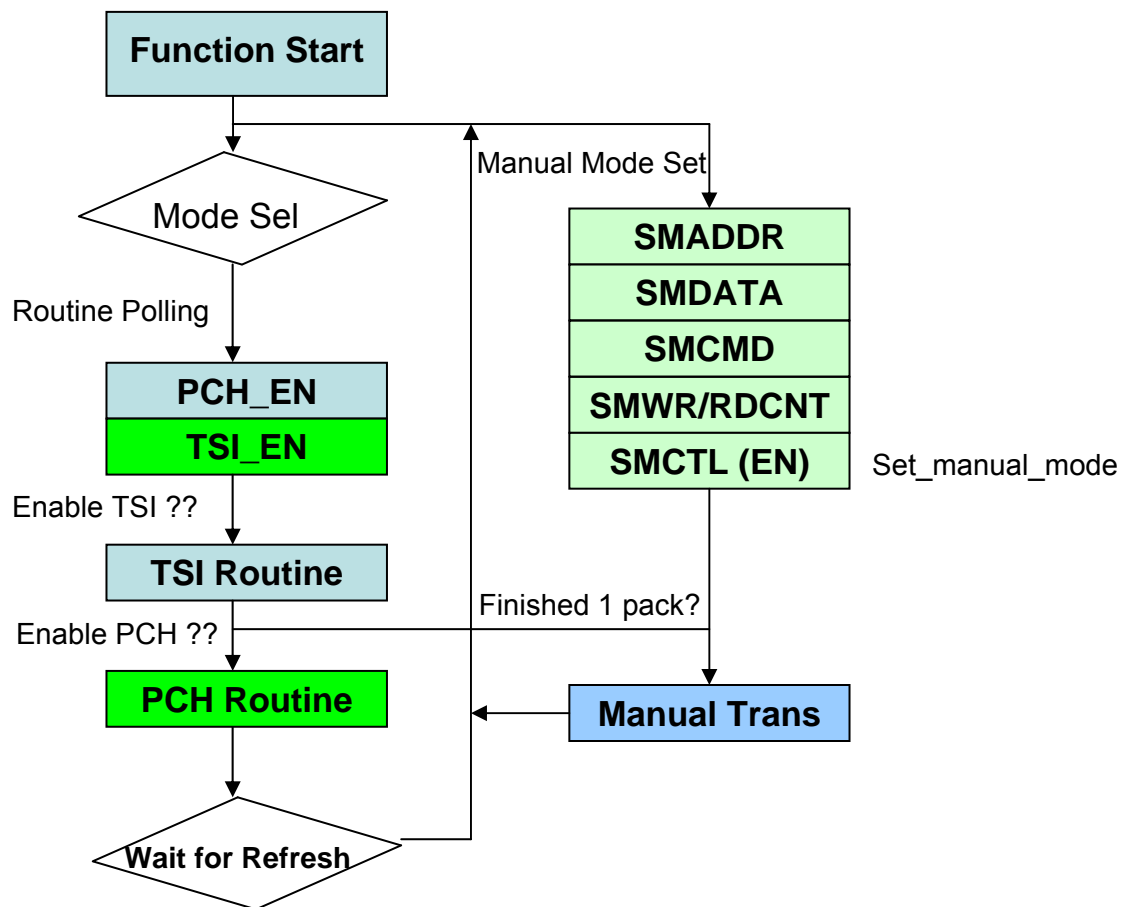 Function Start
Manual Mode Set
Mode Sel
SMADDR
SMDATA
Routine Polling
SMCMD
PCH_EN
SMWR/RDCNT
TSI_EN
SMCTL (EN)
Set_manual_mode
Enable TSI ??
TSI Routine
Finished 1 pack?
Enable PCH ??
PCH Routine
Manual Trans
Wait for Refresh